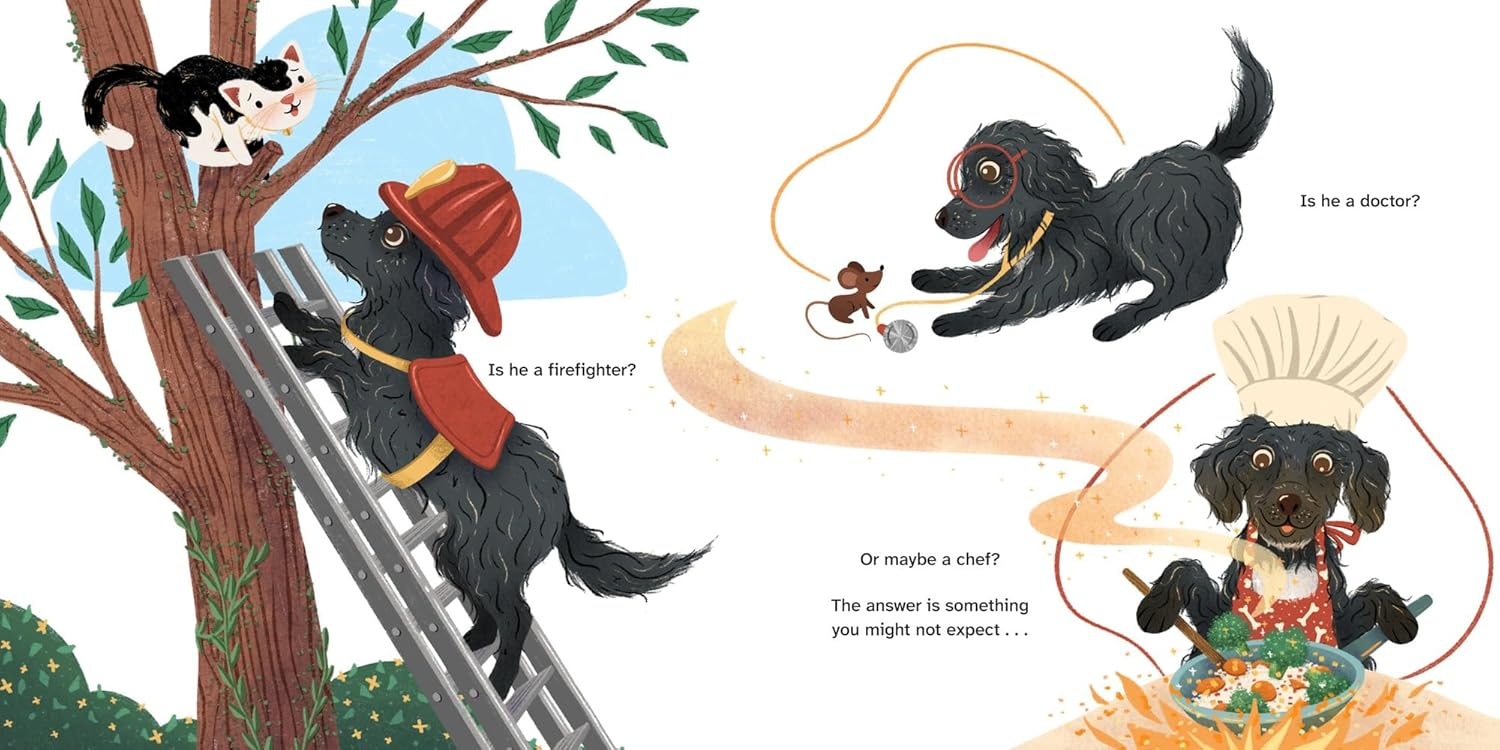 Is he a firefighter?
Is he a doctor?
Or maybe a chef?
The answer is something
you might not expect . . .